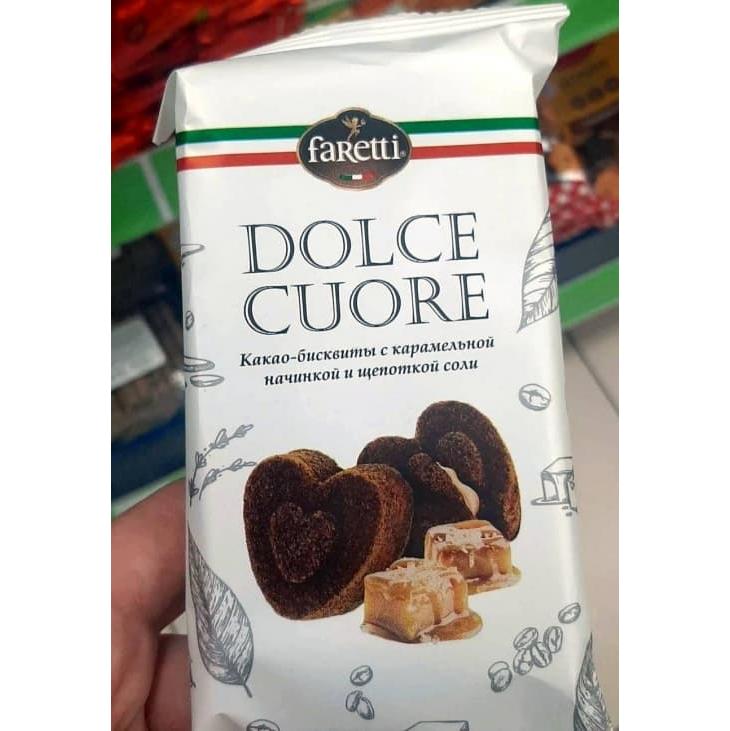 faRetti
DOLCE
CUORE
Какао-бисквиты с карамельной
начинкой и щепоткой соли